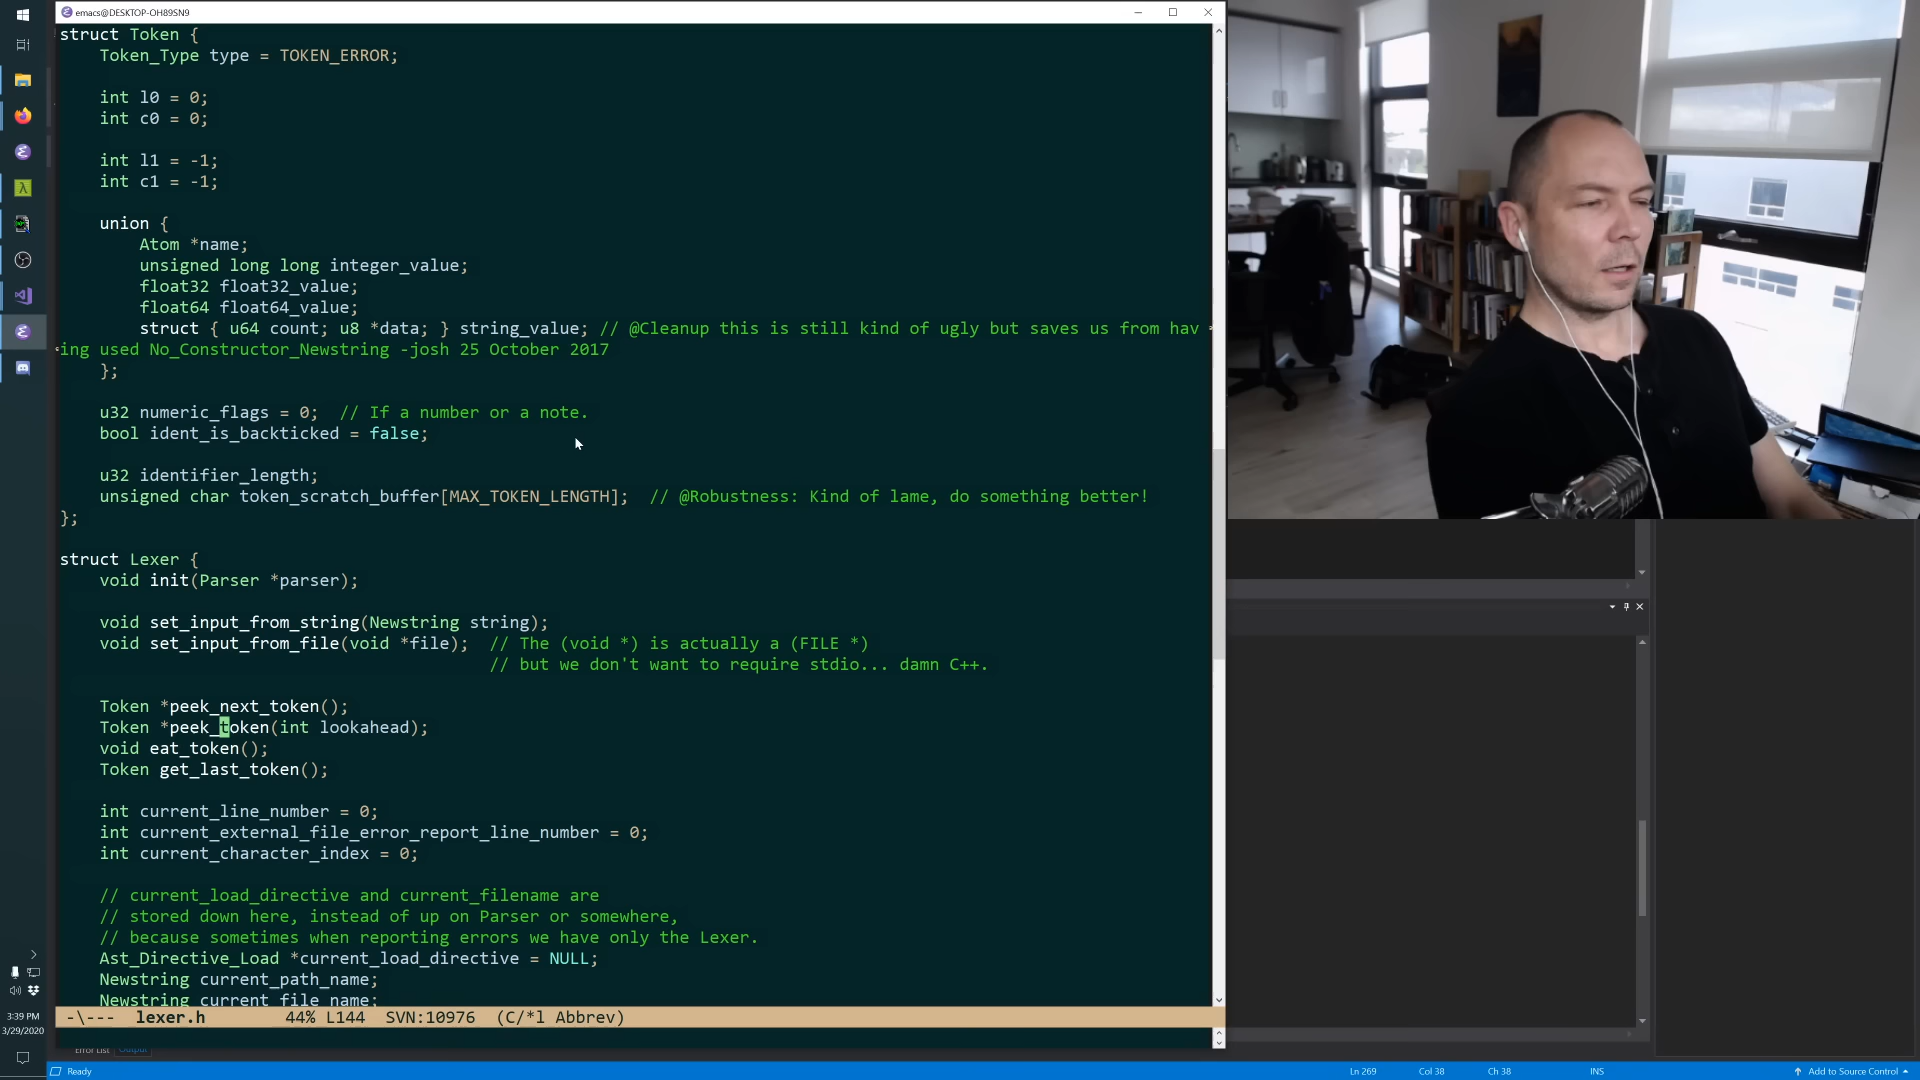 emacs@DESKTOP-OH89SN9
struct Token {
    Token_Type type = TOKEN_ERROR;
    int l0 = 0;
    int c0 = 0;
    int l1 = -1;
    int c1 = -1;
    union {
        Atom *name;
        unsigned long long integer_value;
        float32 float32_value;
        float64 float64_value;
        struct { u64 count; u8 *data; } string_value; // @Cleanup this is still kind of ugly but saves us from hav
ing used No_Constructor_Newstring -josh 25 October 2017
    };
    u32 numeric_flags = 0;  // If a number or a note.
    bool ident_is_backticked = false;
    u32 identifier_length;
    unsigned char token_scratch_buffer[MAX_TOKEN_LENGTH];  // @Robustness: Kind of lame, do something better!
};
struct Lexer {
    void init(Parser *parser);
    void set_input_from_string(Newstring string);
    void set_input_from_file(void *file);  // The (void *) is actually a (FILE *)
                                           // but we don't want to require stdio... damn C++.
    Token *peek_next_token();
    Token *peek_token(int lookahead);
    void eat_token();
    Token get_last_token();
    int current_line_number = 0;
    int current_external_file_error_report_line_number = 0;
    int current_character_index = 0;
    // current_load_directive and current_filename are
    // stored down here, instead of up on Parser or somewhere,
    // because sometimes when reporting errors we have only the Lexer.
    Ast_Directive_Load *current_load_directive = NULL;
    Newstring current_path_name;
    Newstring current_file_name;
-\---  lexer.h        44% L144  SVN:10976  (C/*l Abbrev)
3:39 PM
3/29/2020
Error List Output
Ready
Ln 269
Col 38
Ch 38
INS
Add to Source Control